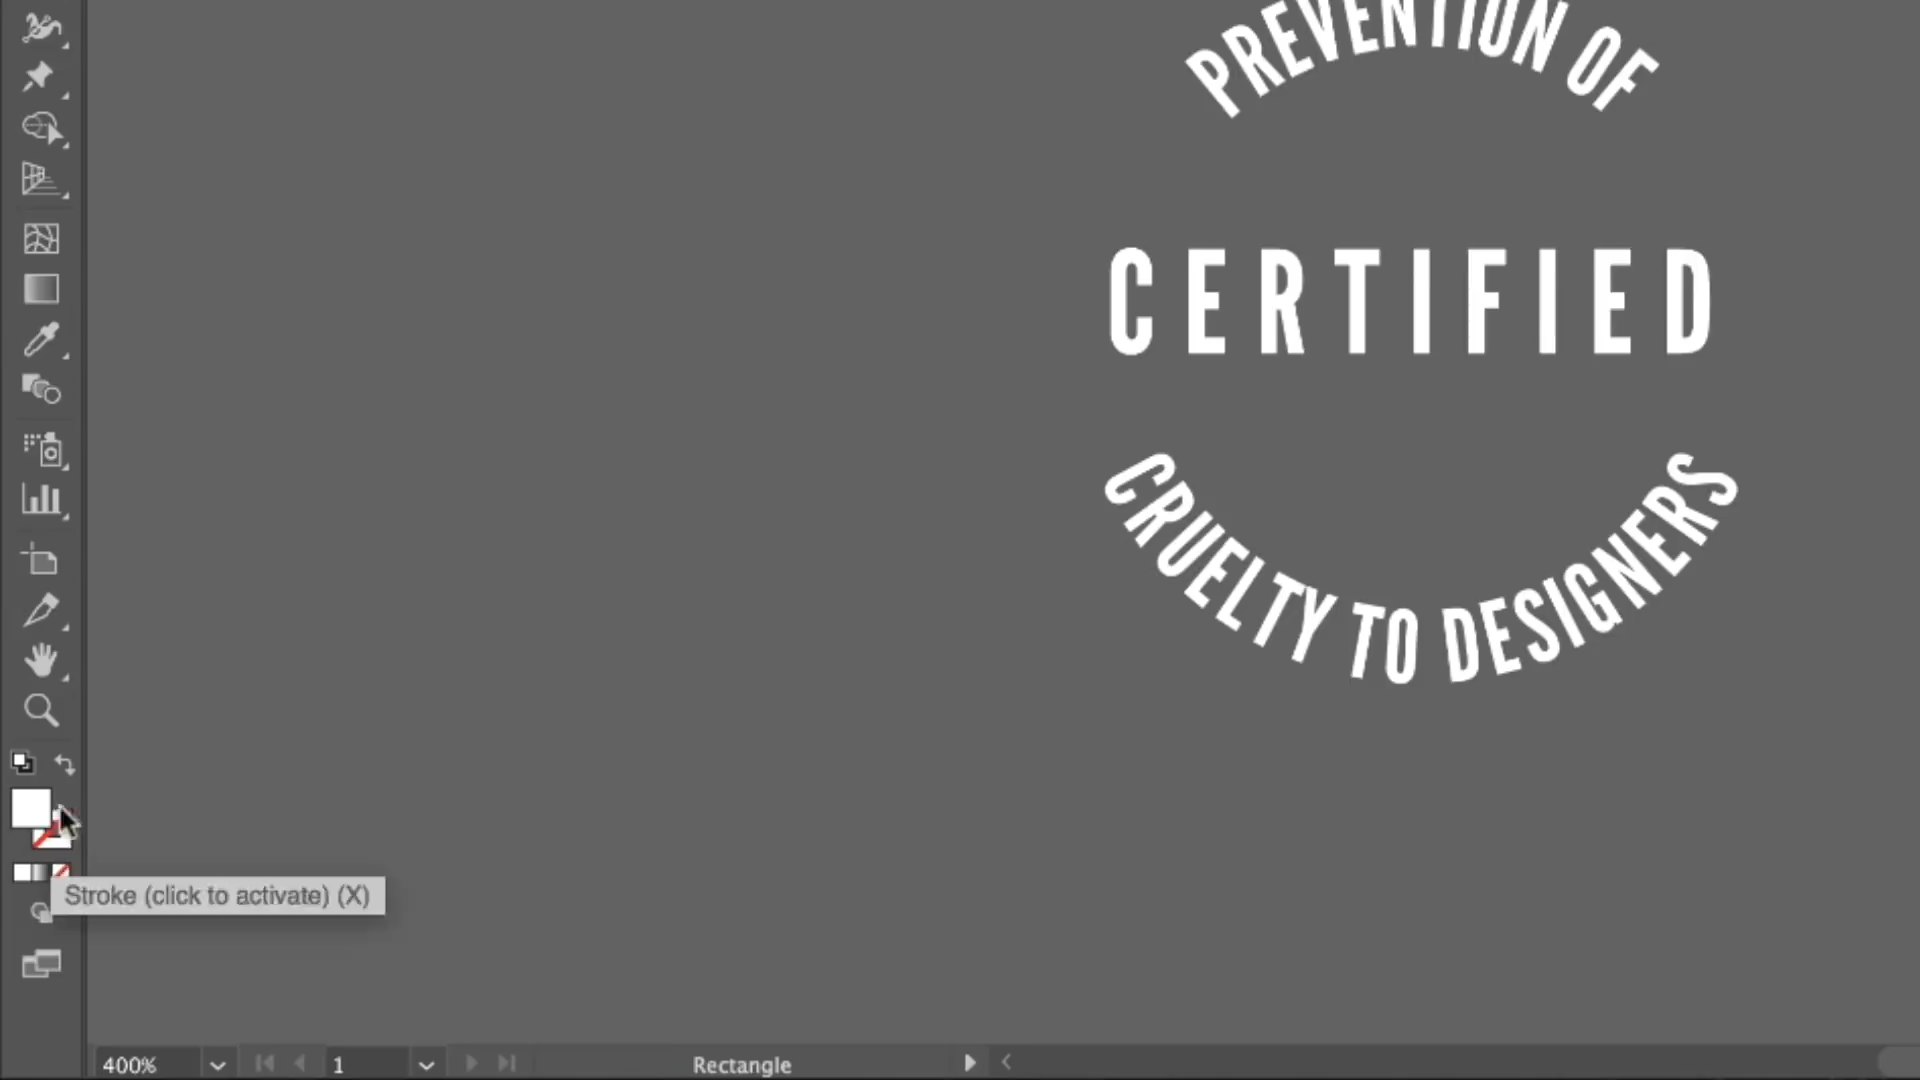 PREVENTION OF
CERTIFIED
CRUELTY TO DESIGNERS
Stroke (click to activate) (X)
400%
1
Rectangle